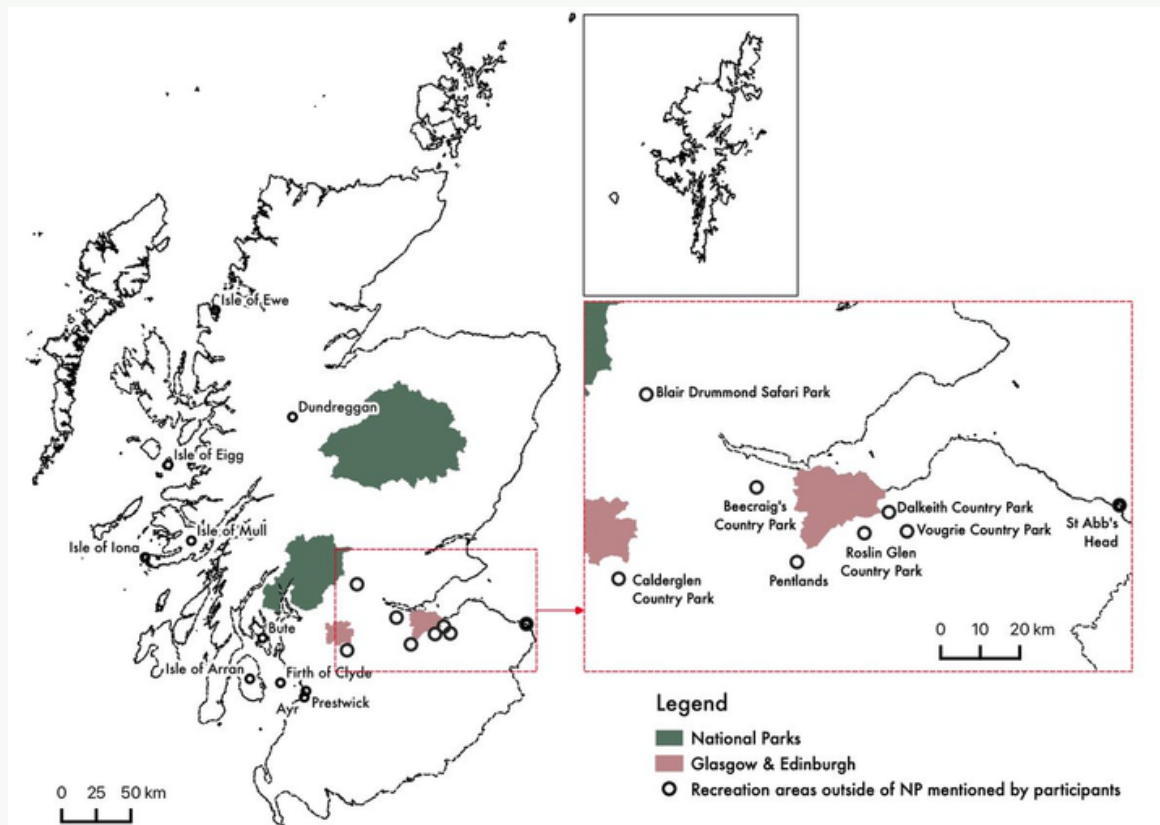 Isle of Ewe
Dundreggan
Isle of Eigg
Isle of Mull
Isle of Iona
Bute
Isle of Arran
Firth of Clyde
Ayr
Prestwick
0 25 50 km
Blair Drummond Safari Park
Beecraig's
Country Park
Dalkeith Country Park
Vougrie Country Park
St Abb's
Head
Roslin Glen
Country Park
Pentlands
Calderglen
Country Park
0 10 20 km
Legend
National Parks
Glasgow & Edinburgh
Recreation areas outside of NP mentioned by participants